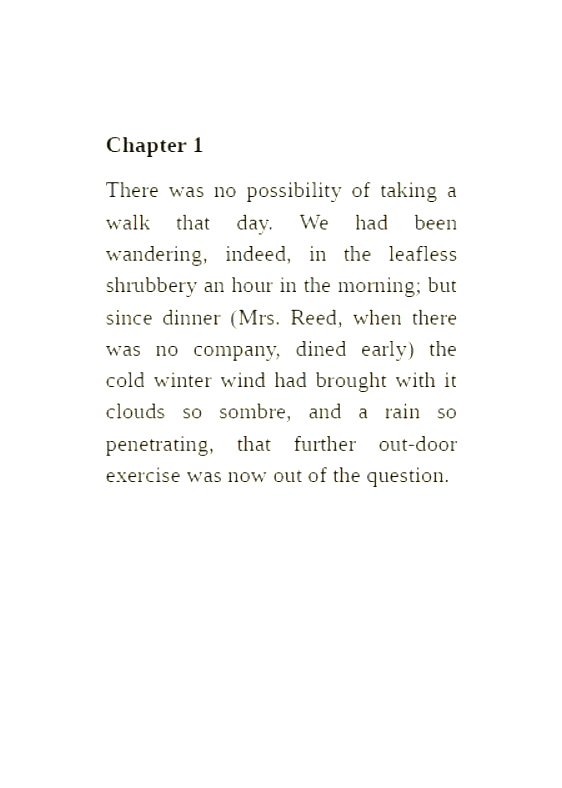 Chapter 1
There was no possibility of taking a
walk that day. We had been
wandering, indeed, in the leafless
shrubbery an hour in the morning; but
since dinner (Mrs. Reed, when there
was no company, dined early) the
cold winter wind had brought with it
clouds so sombre, and a rain so
penetrating, that further out-door
exercise was now out of the question.